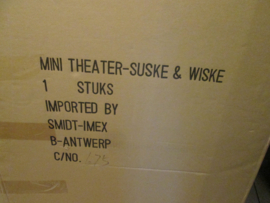 MINI THEATER-SUSKE & WISKE
1 STUKS
IMPORTED BY
SMIDT-IMEX
B-ANTWERP
C/NO.